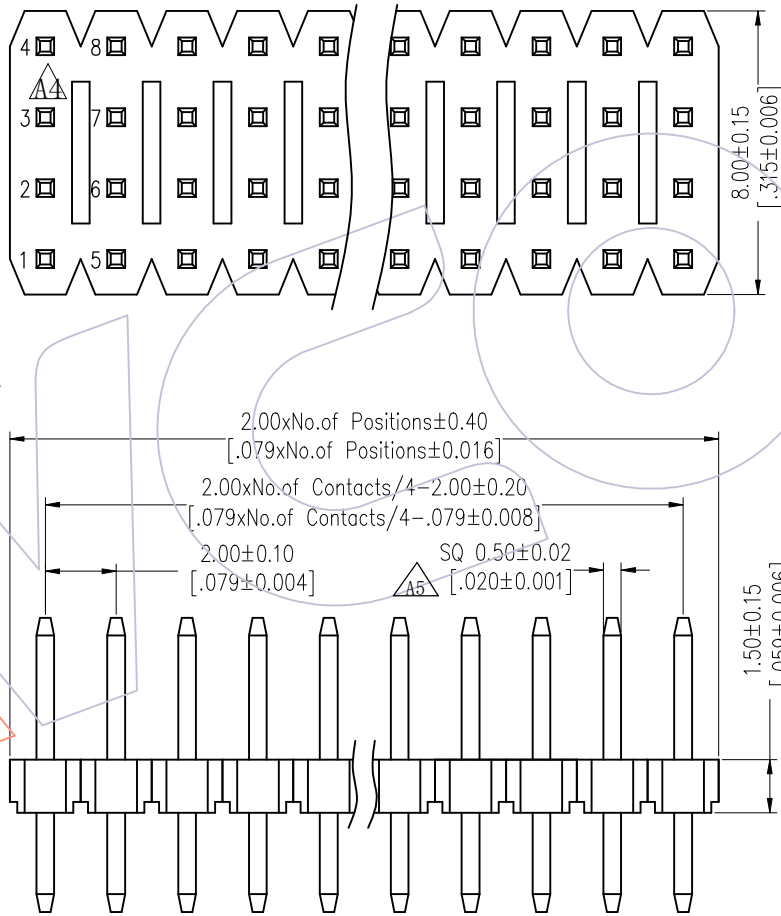 4 8
A4
3 7
2 6
1 5
8.00±0.15
[.315±0.006]
2.00xNo.of Positions±0.40
[.079xNo.of Positions±0.016]
2.00xNo.of Contacts/4-2.00±0.20
[.079xNo.of Contacts/4-.079±0.008]
2.00±0.10
[.079±0.004]
A5
SQ 0.50±0.02
[.020±0.001]
1.50±0.15
[.059±0.006]